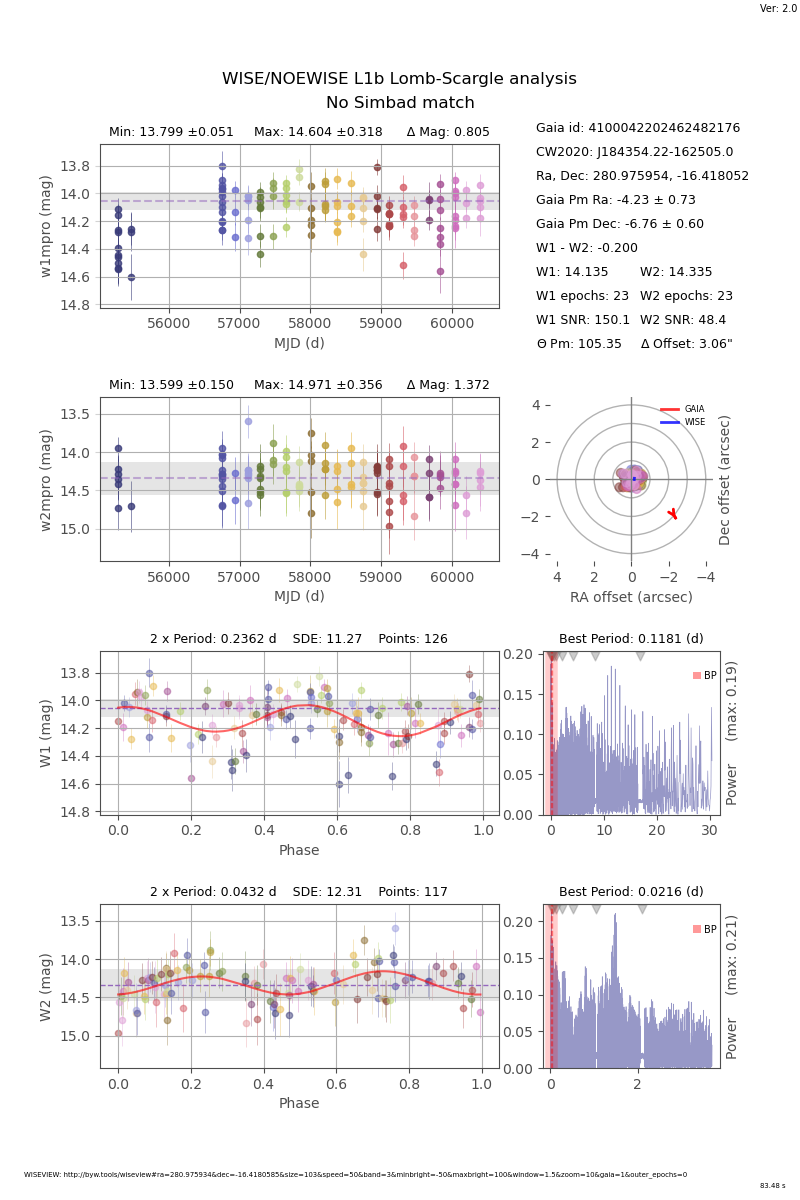 Ver: 2.0
WISE/NOEWISE L1b Lomb-Scargle analysis
No Simbad match
Min: 13.799 ±0.051 Max: 14.604 ±0.318 Δ Mag: 0.805
13.8
14.0
14.2
14.4
14.6
14.8
w1mpro (mag)
56000 57000 58000 59000 60000
MJD (d)
Gaia id: 4100042202462482176
CW2020: J184354.22-162505.0
Ra, Dec: 280.975954, -16.418052
Gaia Pm Ra: -4.23 ± 0.73
Gaia Pm Dec: -6.76 ± 0.60
W1 - W2: -0.200
W1: 14.135 W2: 14.335
W1 epochs: 23 W2 epochs: 23
W1 SNR: 150.1 W2 SNR: 48.4
Θ Pm: 105.35 Δ Offset: 3.06"
Min: 13.599 ±0.150 Max: 14.971 ±0.356 Δ Mag: 1.372
13.5
14.0
14.5
15.0
w2mpro (mag)
56000 57000 58000 59000 60000
MJD (d)
GAIA
WISE
4
2
0
−2
−4
Dec offset (arcsec)
4 2 0 −2 −4
RA offset (arcsec)
2 x Period: 0.2362 d SDE: 11.27 Points: 126
13.8
14.0
14.2
14.4
14.6
14.8
W1 (mag)
0.0 0.2 0.4 0.6 0.8 1.0
Phase
Best Period: 0.1181 (d)
BP
0.20
0.15
0.10
0.05
0.00
Power (max: 0.19)
0 10 20 30
2 x Period: 0.0432 d SDE: 12.31 Points: 117
13.5
14.0
14.5
15.0
W2 (mag)
0.0 0.2 0.4 0.6 0.8 1.0
Phase
Best Period: 0.0216 (d)
BP
0.20
0.15
0.10
0.05
0.00
Power (max: 0.21)
0 2
WISEVIEW: http://byw.tools/wiseview#ra=280.975934&dec=-16.4180585&size=103&speed=50&band=3&minbright=-50&maxbright=100&window=1.5&zoom=10&gaia=1&outer_epochs=0
83.48 s